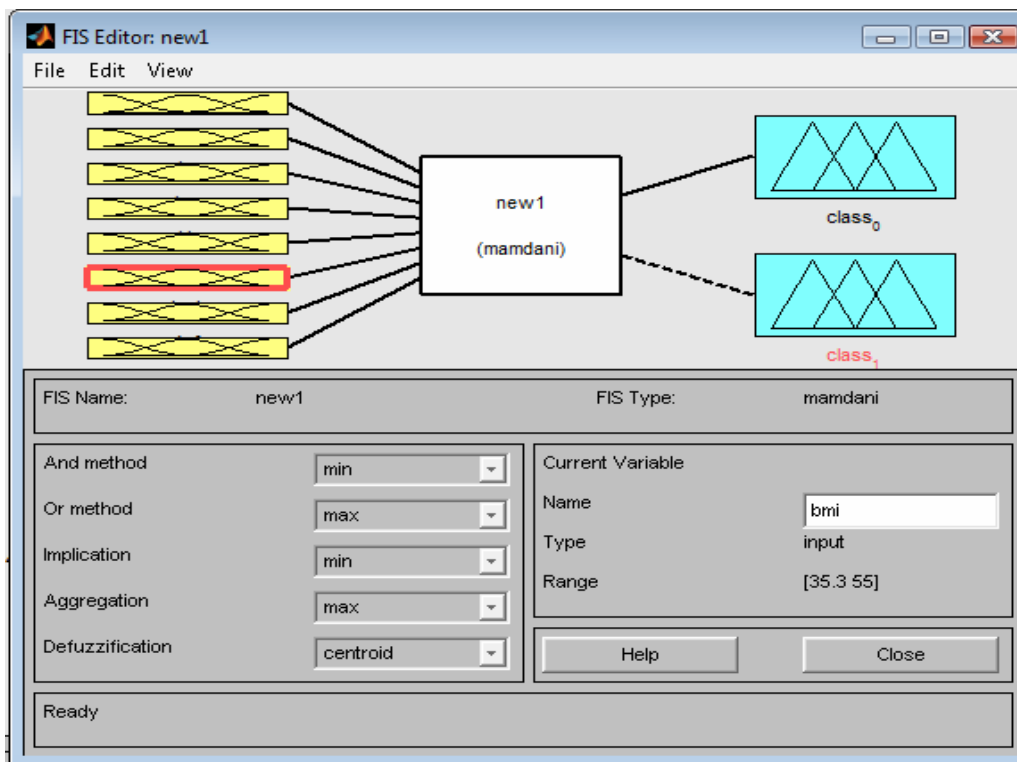 FIS Editor: new1
File Edit View
new1
(mamdani)
class0
class1
FIS Name: new1 FIS Type: mamdani
And method min
Or method max
Implication min
Aggregation max
Defuzzification centroid
Current Variable
Name bmi
Type input
Range [35.3 55]
Help Close
Ready